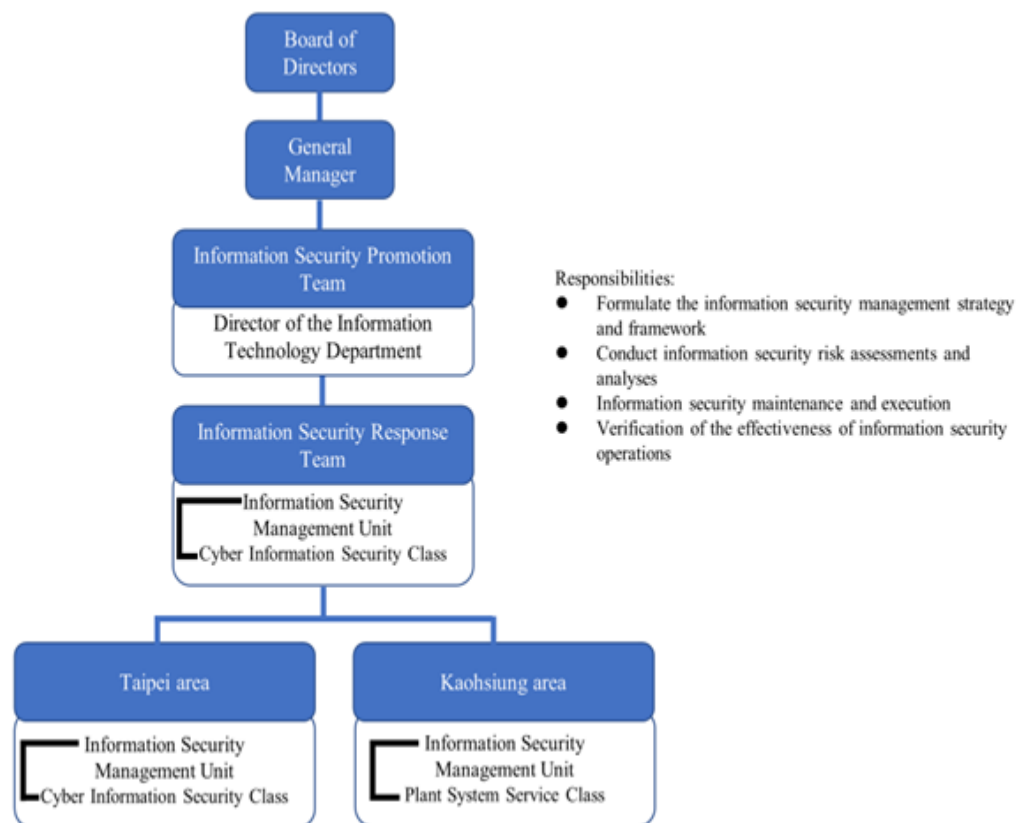 Board of
Directors
General
Manager
Information Security Promotion
Team
Director of the Information
Technology Department
Responsibilities:
● Formulate the information security management strategy
and framework
● Conduct information security risk assessments and
analyses
● Information security maintenance and execution
● Verification of the effectiveness of information security
operations
Information Security Response
Team
Information Security
Management Unit
Cyber Information Security Class
Taipei area
Information Security
Management Unit
Cyber Information Security Class
Kaohsiung area
Information Security
Management Unit
Plant System Service Class